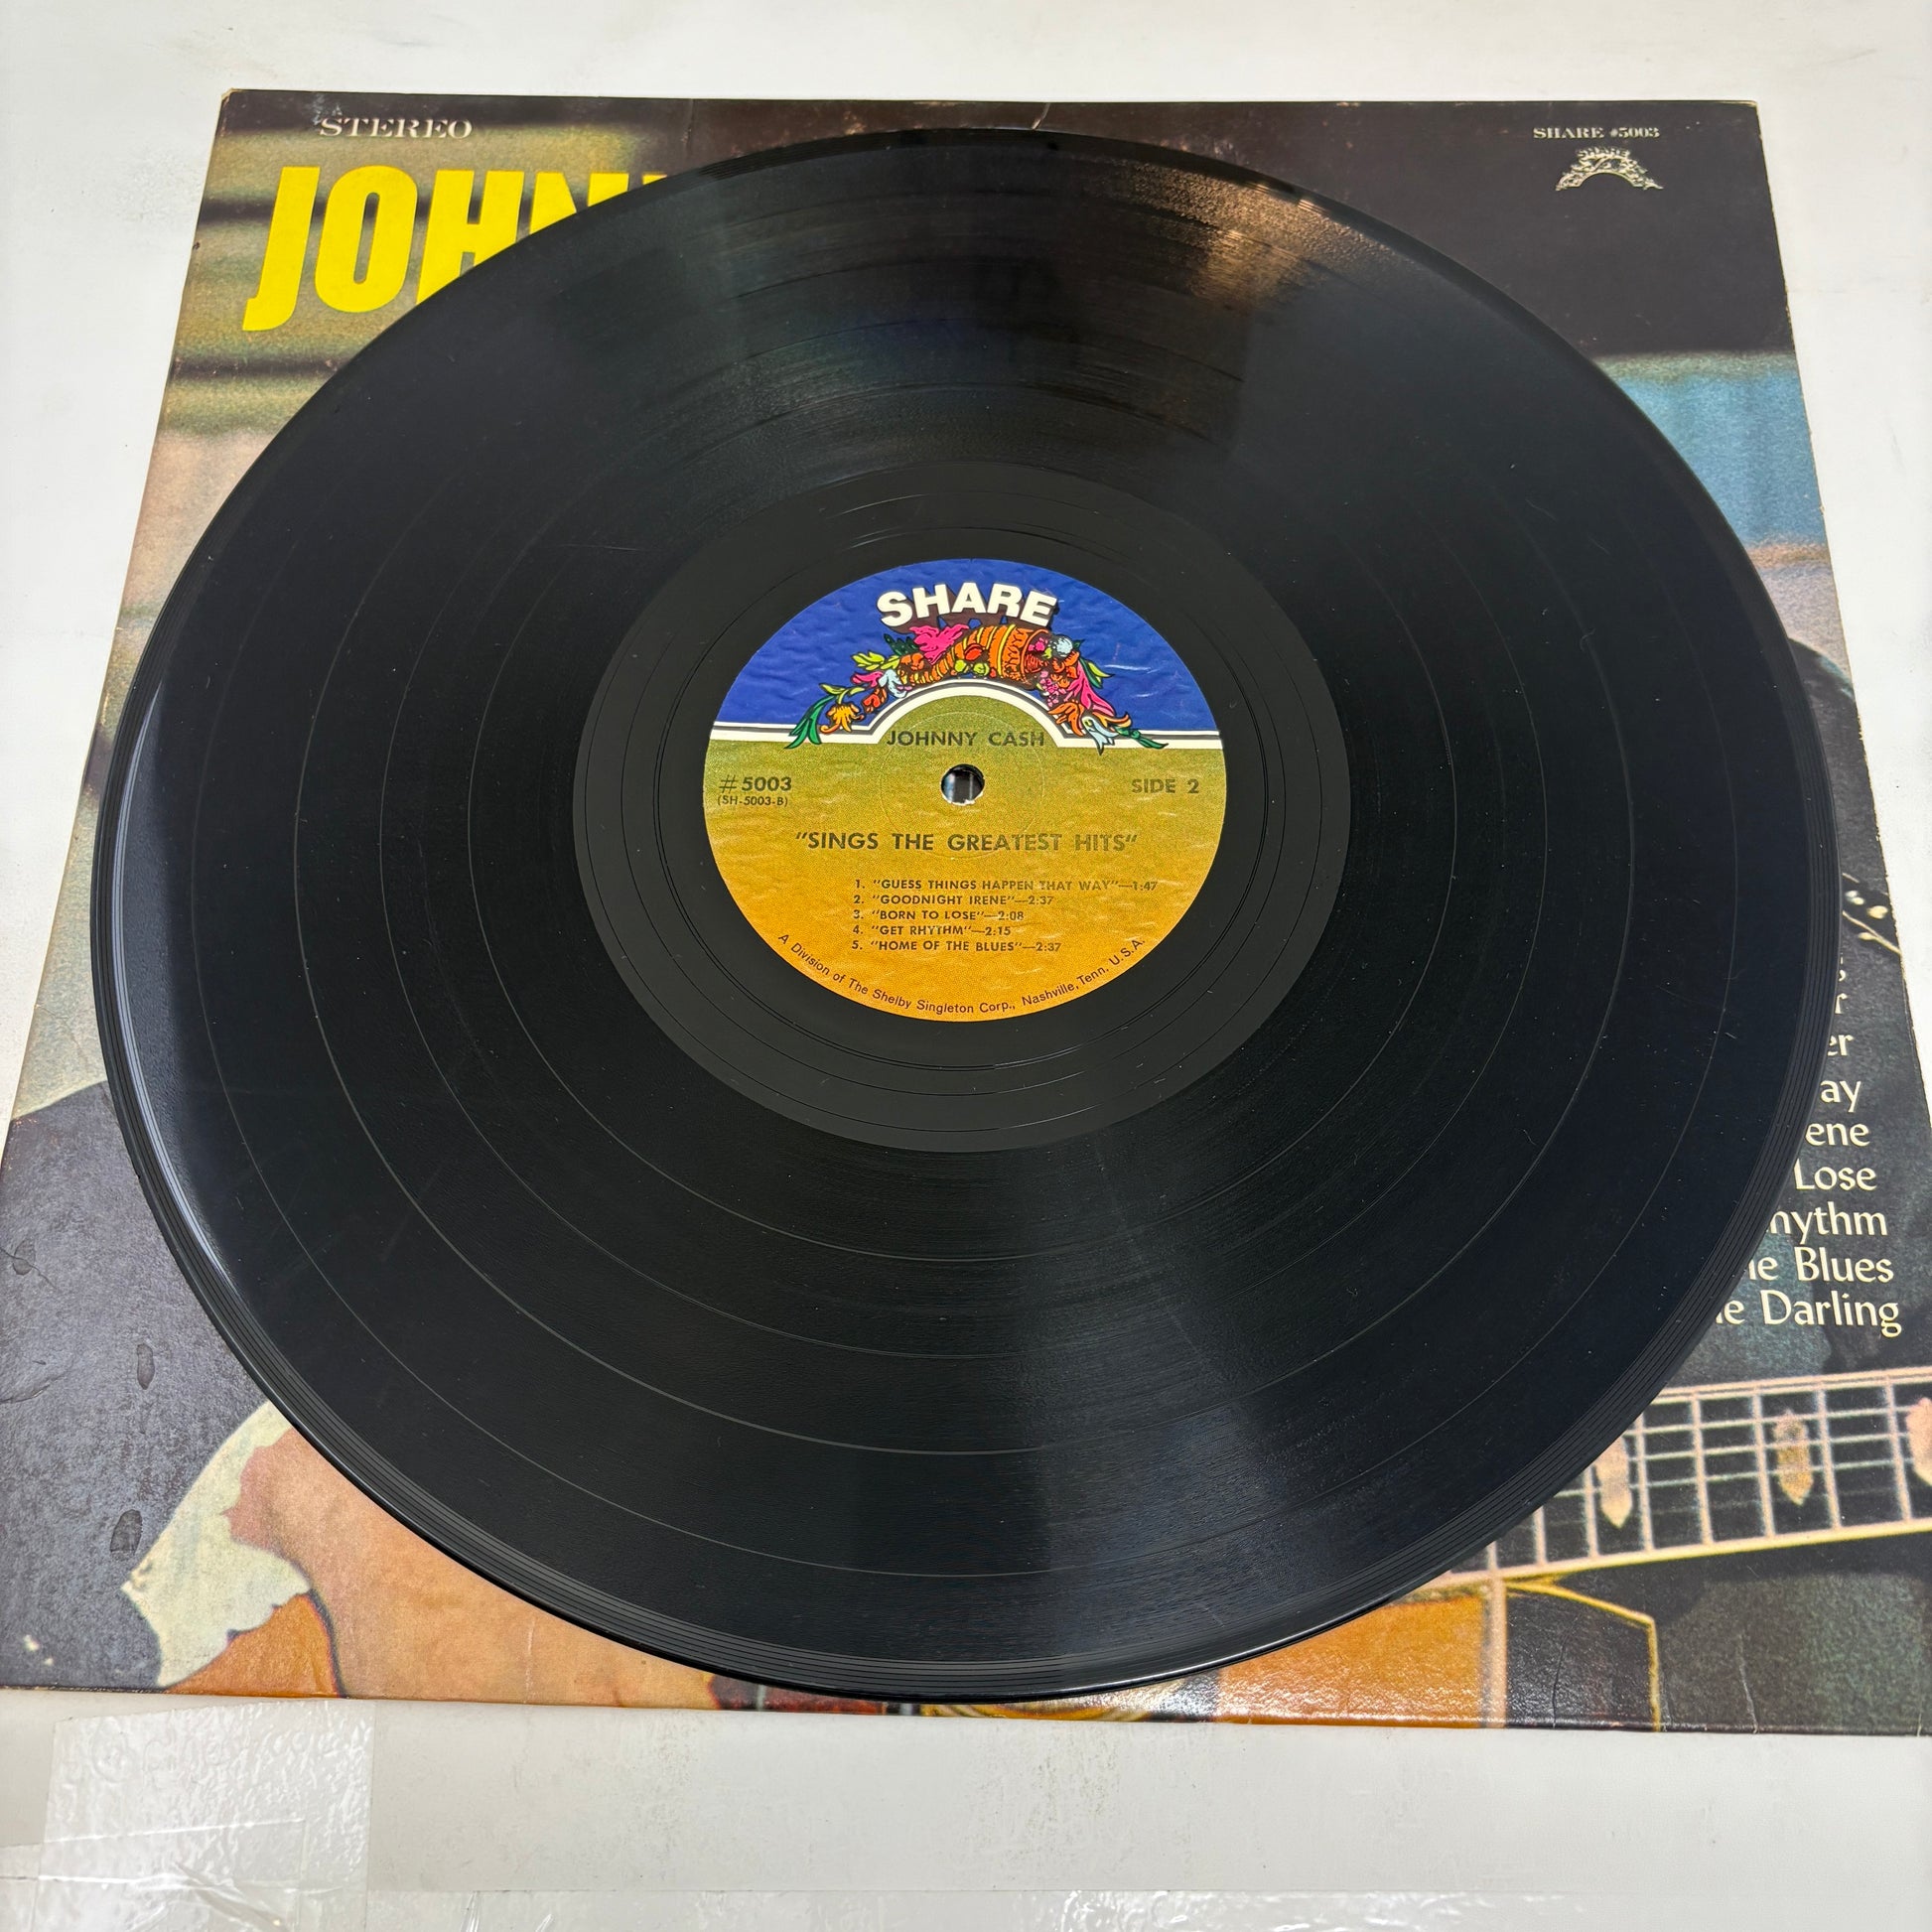 STEREO
SHARE #5003
SHARE
JOHN
SHARE
JOHNNY CASH
#5003
SIDE 2
(SH-5003-B)
"SINGS THE GREATEST HITS"
1. "GUESS THINGS HAPPEN THAT WAY"—1:47
2. "GOODNIGHT IRENE"—2:37
3. "BORN TO LOSE"—2:08
4. "GET RHYTHM"—2:15
5. "HOME OF THE BLUES"—2:37
A Division of The Shelby Singleton Corp., Nashville, Tenn. U.S.A.
er
ay
ene
Lose
hythm
e Blues
e Darling